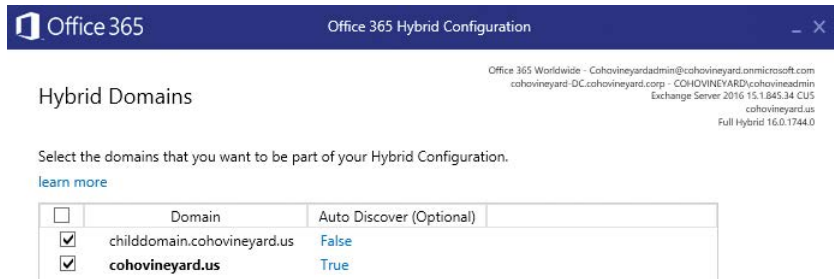 Office 365
Office 365 Hybrid Configuration
Office 365 Worldwide - Cohovineyardadmin@cohovineyard.onmicrosoft.com
cohovineyard-DC.cohovineyard.corp - COHOVINEYARD\cohovineadmin
Exchange Server 2016 15.1.845.34 CUS
cohovineyard.us
Full Hybrid 16.0.1744.0
Hybrid Domains
Select the domains that you want to be part of your Hybrid Configuration.
learn more
Domain Auto Discover (Optional)
childdomain.cohovineyard.us False
cohovineyard.us True